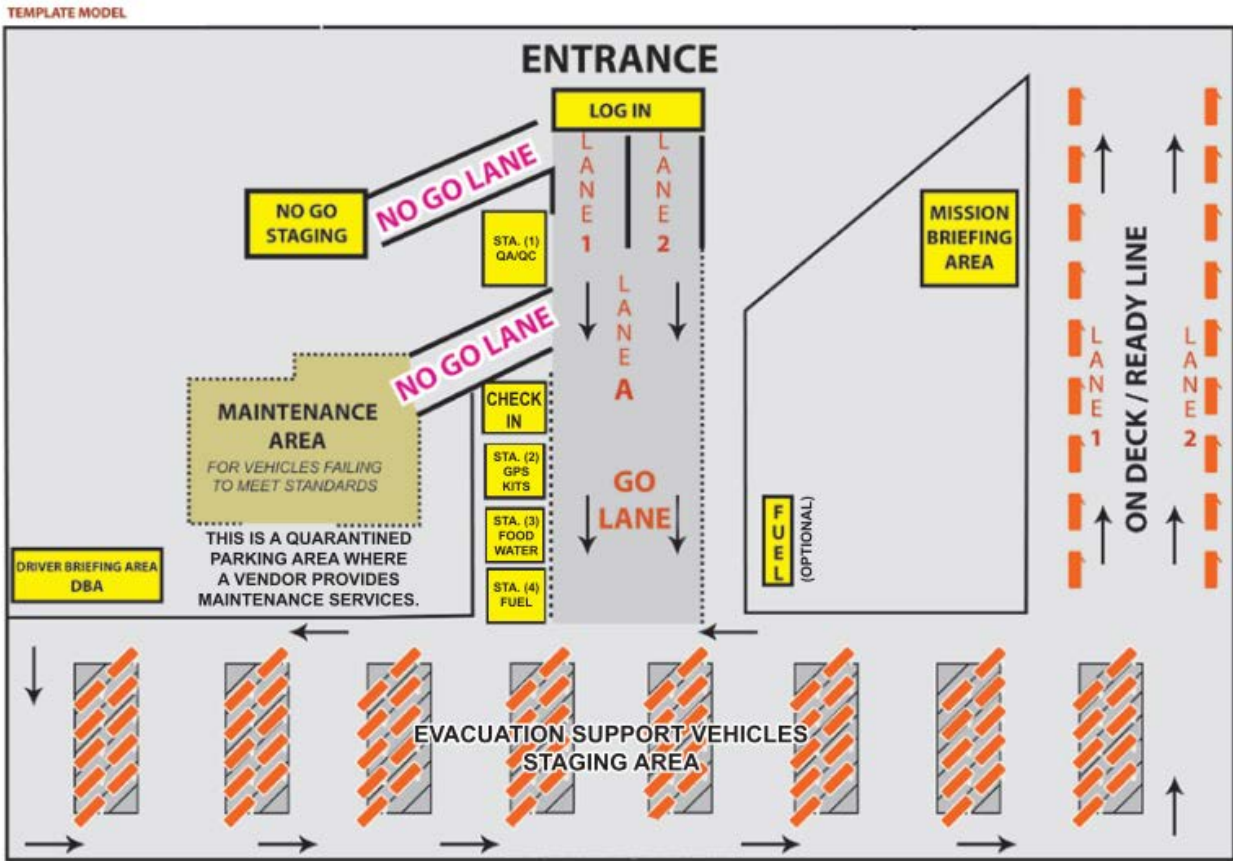 TEMPLATE MODEL
ENTRANCE
LOG IN
LANE 1
LANE 2
NO GO LANE
NO GO
STAGING
STA. (1)
QA/QC
MISSION
BRIEFING
AREA
LANE A
NO GO LANE
MAINTENANCE
AREA
FOR VEHICLES FAILING
TO MEET STANDARDS
THIS IS A QUARANTINED
PARKING AREA WHERE
A VENDOR PROVIDES
MAINTENANCE SERVICES.
CHECK
IN
STA. (2)
GPS
KITS
STA. (3)
FOOD
WATER
STA. (4)
FUEL
GO
LANE
FUEL
(OPTIONAL)
LANE 1
ON DECK / READY LINE
LANE 2
DRIVER BRIEFING AREA
DBA
EVACUATION SUPPORT VEHICLES
STAGING AREA